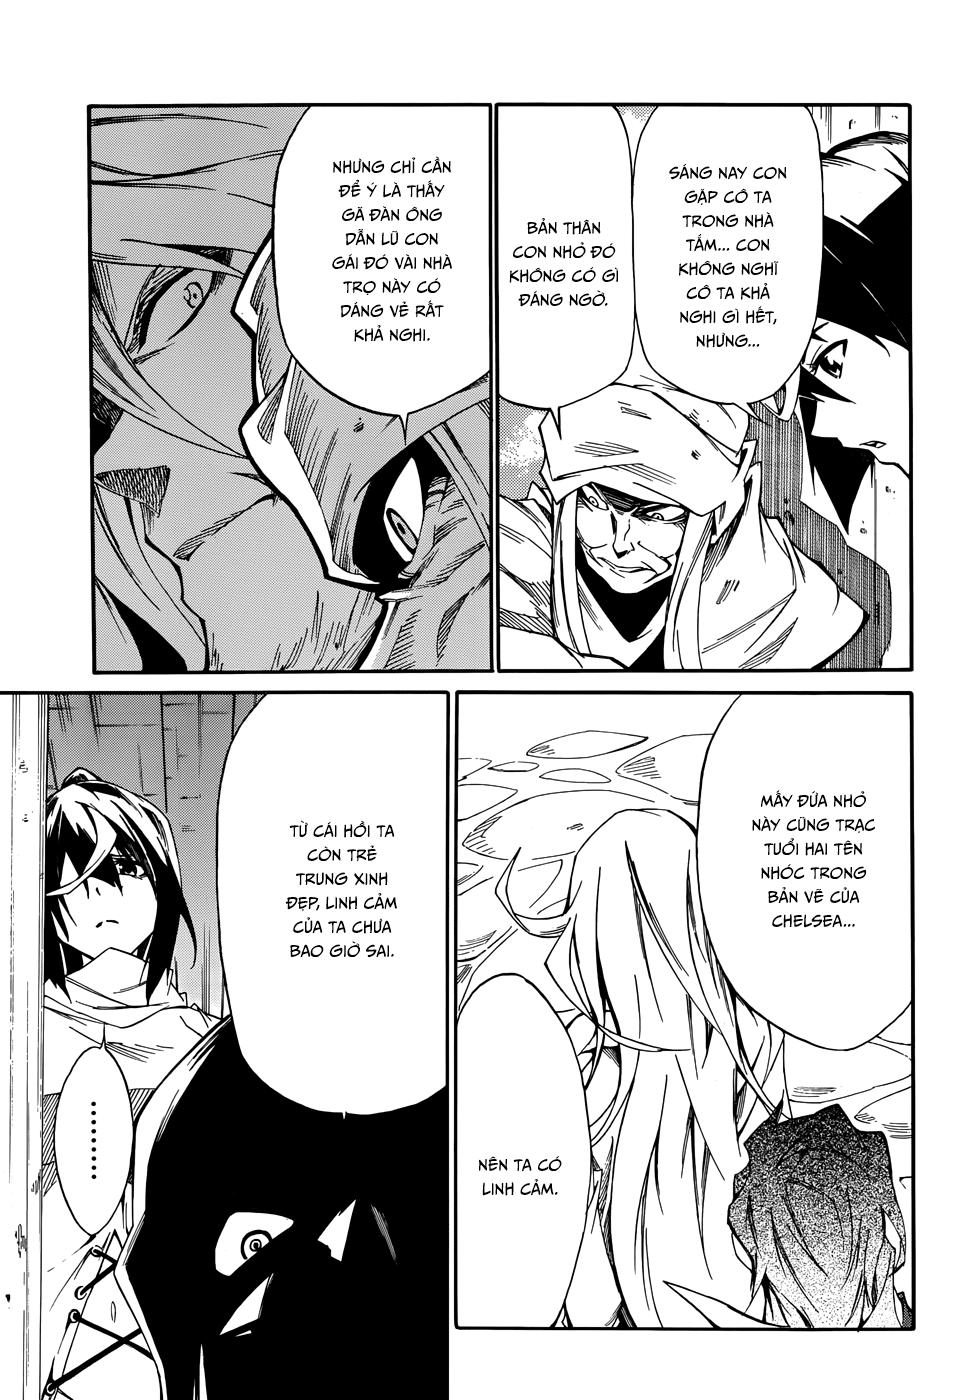 SÁNG NAY CON
GẶP CÔ TA
TRONG NHÀ
TẮM... CON
KHÔNG NGHĨ
CÔ TA KHẢ
NGHI GÌ HẾT,
NHƯNG...
BẢN THÂN
CON NHỎ ĐÓ
KHÔNG CÓ GÌ
ĐÁNG NGỜ.
NHƯNG CHỈ CẦN
ĐỂ Ý LÀ THẤY
GÃ ĐÀN ÔNG
DẪN LŨ CON
GÁI ĐÓ VÀI NHÀ
TRỌ NÀY CÓ
DÁNG VẺ RẤT
KHẢ NGHI.
MẤY ĐỨA NHỎ
NÀY CŨNG TRẠC
TUỔI HAI TÊN
NHÓC TRONG
BẢN VẼ CỦA
CHELSEA...
NÊN TA CÓ
LINH CẢM.
TỪ CÁI HỒI TA
CÒN TRẺ
TRUNG XINH
ĐẸP, LINH CẢM
CỦA TA CHƯA
BAO GIỜ SAI.
........